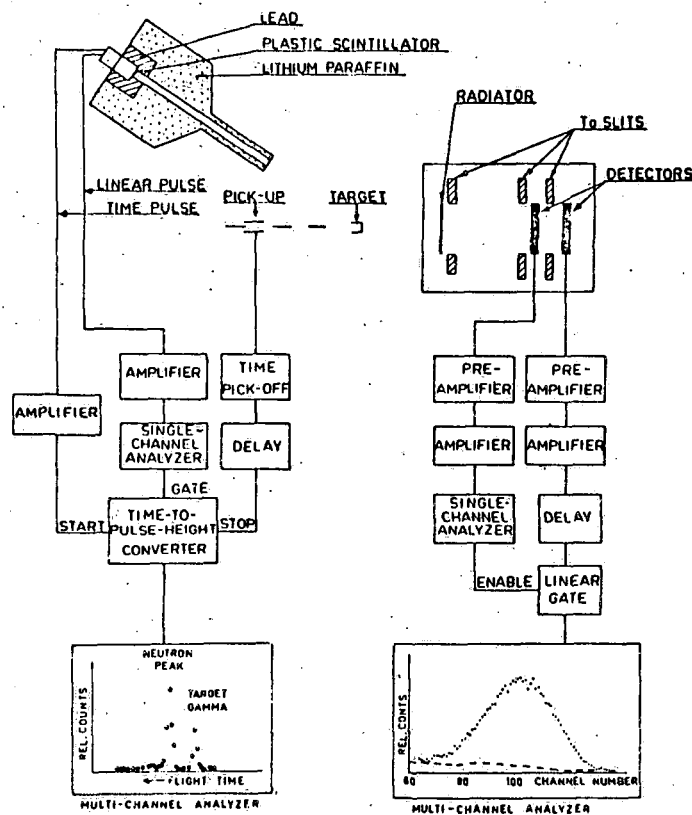 LEAD
PLASTIC SCINTILLATOR
LITHIUM PARAFFIN
RADIATOR
Ta SLITS
DETECTORS
LINEAR PULSE
TIME PULSE
PICK-UP
TARGET
AMPLIFIER
AMPLIFIER
TIME
PICK-OFF
SINGLE-
CHANNEL
ANALYZER
DELAY
GATE
START
TIME-TO-
PULSE-HEIGHT
CONVERTER
STOP
PRE-
AMPLIFIER
PRE-
AMPLIFIER
AMPLIFIER
AMPLIFIER
SINGLE-
CHANNEL
ANALYZER
DELAY
ENABLE
LINEAR
GATE
NEUTRON
PEAK
TARGET
GAMMA
REL. COUNTS
FLIGHT TIME
MULTI-CHANNEL ANALYZER
REL. CONTS
60 80 100 CHANNEL NUMBER
MULTI-CHANNEL ANALYZER